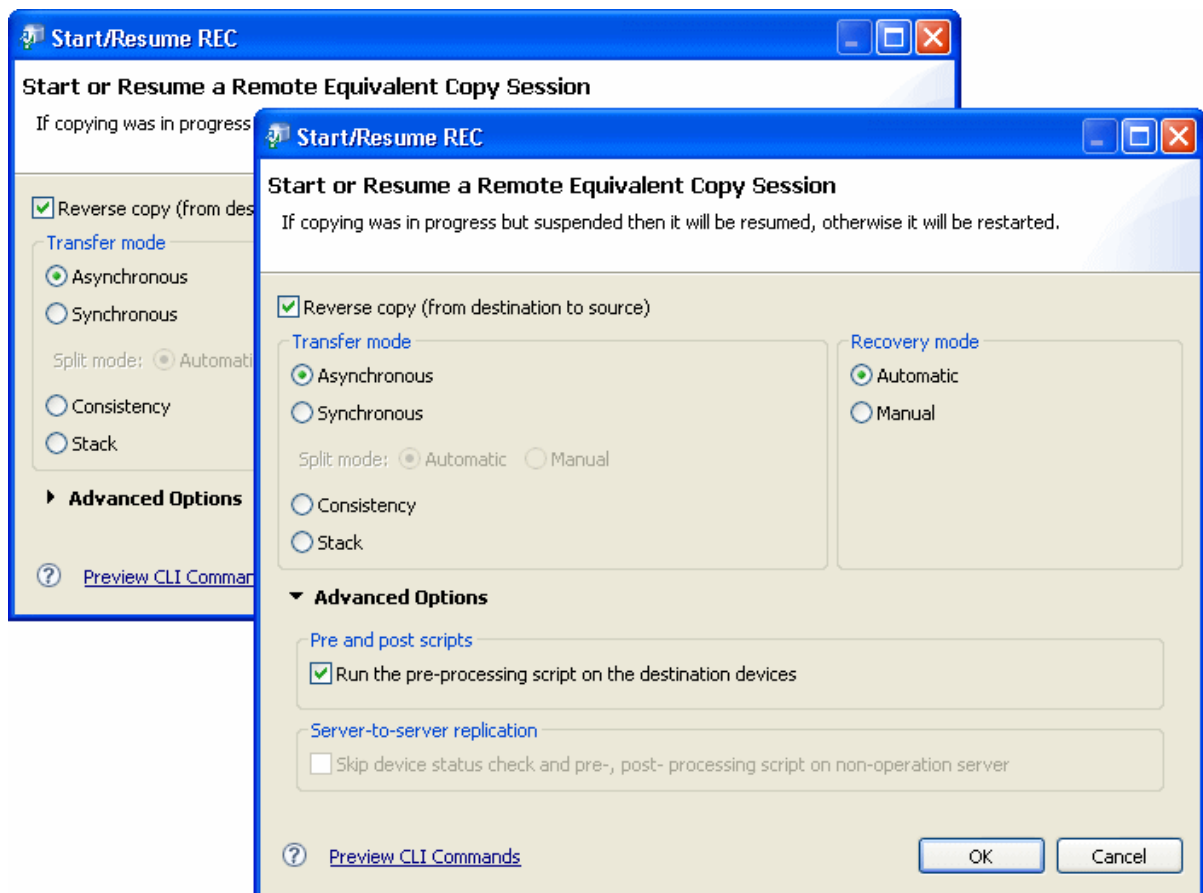 Start/Resume REC
Start or Resume a Remote Equivalent Copy Session
If copying was in progress
Reverse copy (from des
Transfer mode
Asynchronous
Synchronous
Split mode: Automati
Consistency
Stack
Advanced Options
Preview CLI Comman
Start/Resume REC
Start or Resume a Remote Equivalent Copy Session
If copying was in progress but suspended then it will be resumed, otherwise it will be restarted.
Reverse copy (from destination to source)
Transfer mode
Asynchronous
Synchronous
Split mode: Automatic Manual
Consistency
Stack
Recovery mode
Automatic
Manual
Advanced Options
Pre and post scripts
Run the pre-processing script on the destination devices
Server-to-server replication
Skip device status check and pre-, post- processing script on non-operation server
Preview CLI Commands
OK Cancel